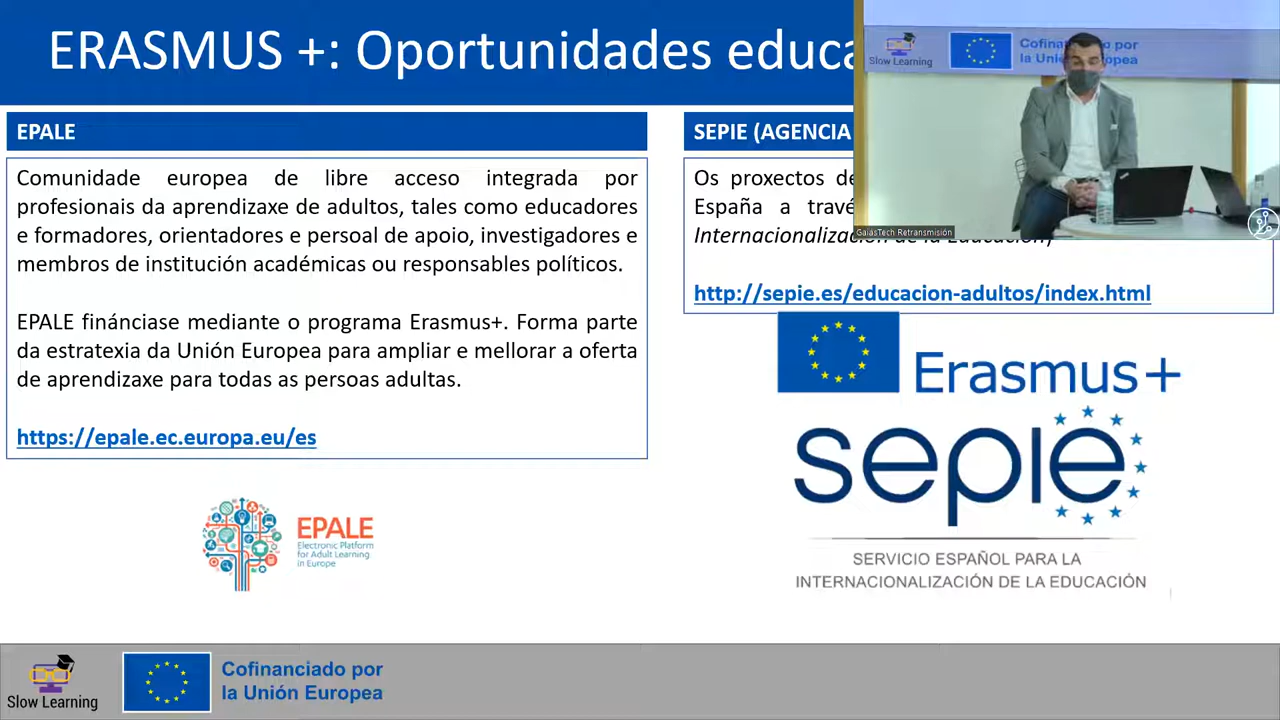 ERASMUS +: Oportunidades educa
EPALE
Comunidade europea de libre acceso integrada por
profesionais da aprendizaxe de adultos, tales como educadores
e formadores, orientadores e persoal de apoio, investigadores e
membros de institución académicas ou responsables políticos.
EPALE fináncíase mediante o programa Erasmus+. Forma parte
da estratexia da Unión Europea para ampliar e mellorar a oferta
de aprendizaxe para todas as persoas adultas.
https://epale.ec.europa.eu/es
EPALE
Electronic Platform
for Adult Learning
in Europe
SEPIE (AGENCIA
Os proxectos de
España a travé
Internacionalización de la Educación)
http://sepie.es/educacion-adultos/index.html
Erasmus+
sepie
SERVICIO ESPAÑOL PARA LA
INTERNACIONALIZACIÓN DE LA EDUCACIÓN
Slow Learning
Cofinanciado por
la Unión Europea
GaiásTech Retransmisión
Slow Learning
Cofinanciado por
la Unión Europea